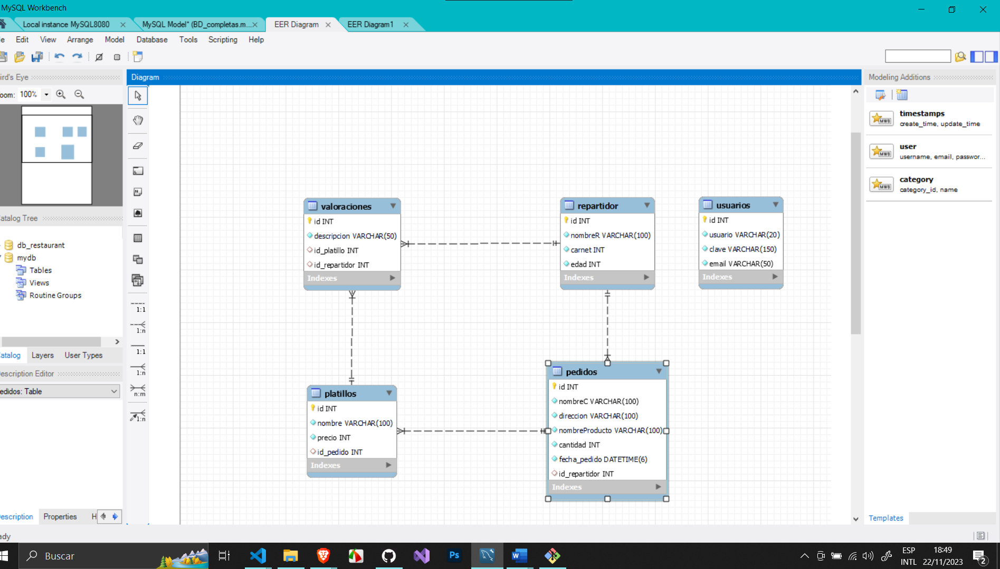 MySQL Workbench
Local instance MySQL8080
MySQL Model* (BD_completas.m...
EER Diagram
EER Diagram1
le Edit View Arrange Model Database Tools Scripting Help
ird's Eye
oom: 100%
atalog Tree
db_restaurant
mydb
Tables
Views
Routine Groups
atalog Layers User Types
escription Editor
edidos: Table
escription Properties H
ady
Diagram
1:1
1:n
1:1
1:n
n:m
1:n
valoraciones
id INT
descripcion VARCHAR(50)
id_platillo INT
id_repartidor INT
Indexes
repartidor
id INT
nombreR VARCHAR(100)
carnet INT
edad INT
Indexes
usuarios
id INT
usuario VARCHAR(20)
clave VARCHAR(150)
email VARCHAR(50)
Indexes
platillos
id INT
nombre VARCHAR(100)
precio INT
id_pedido INT
Indexes
pedidos
id INT
nombreC VARCHAR(100)
direccion VARCHAR(100)
nombreProducto VARCHAR(100)
cantidad INT
fecha_pedido DATETIME(6)
id_repartidor INT
Indexes
Modeling Additions
MWB
timestamps
create_time, update_time
MWB
user
username, email, passwor...
MWB
category
category_id, name
Templates
Buscar
Ps
W
ESP
INTL
18:49
22/11/2023
2